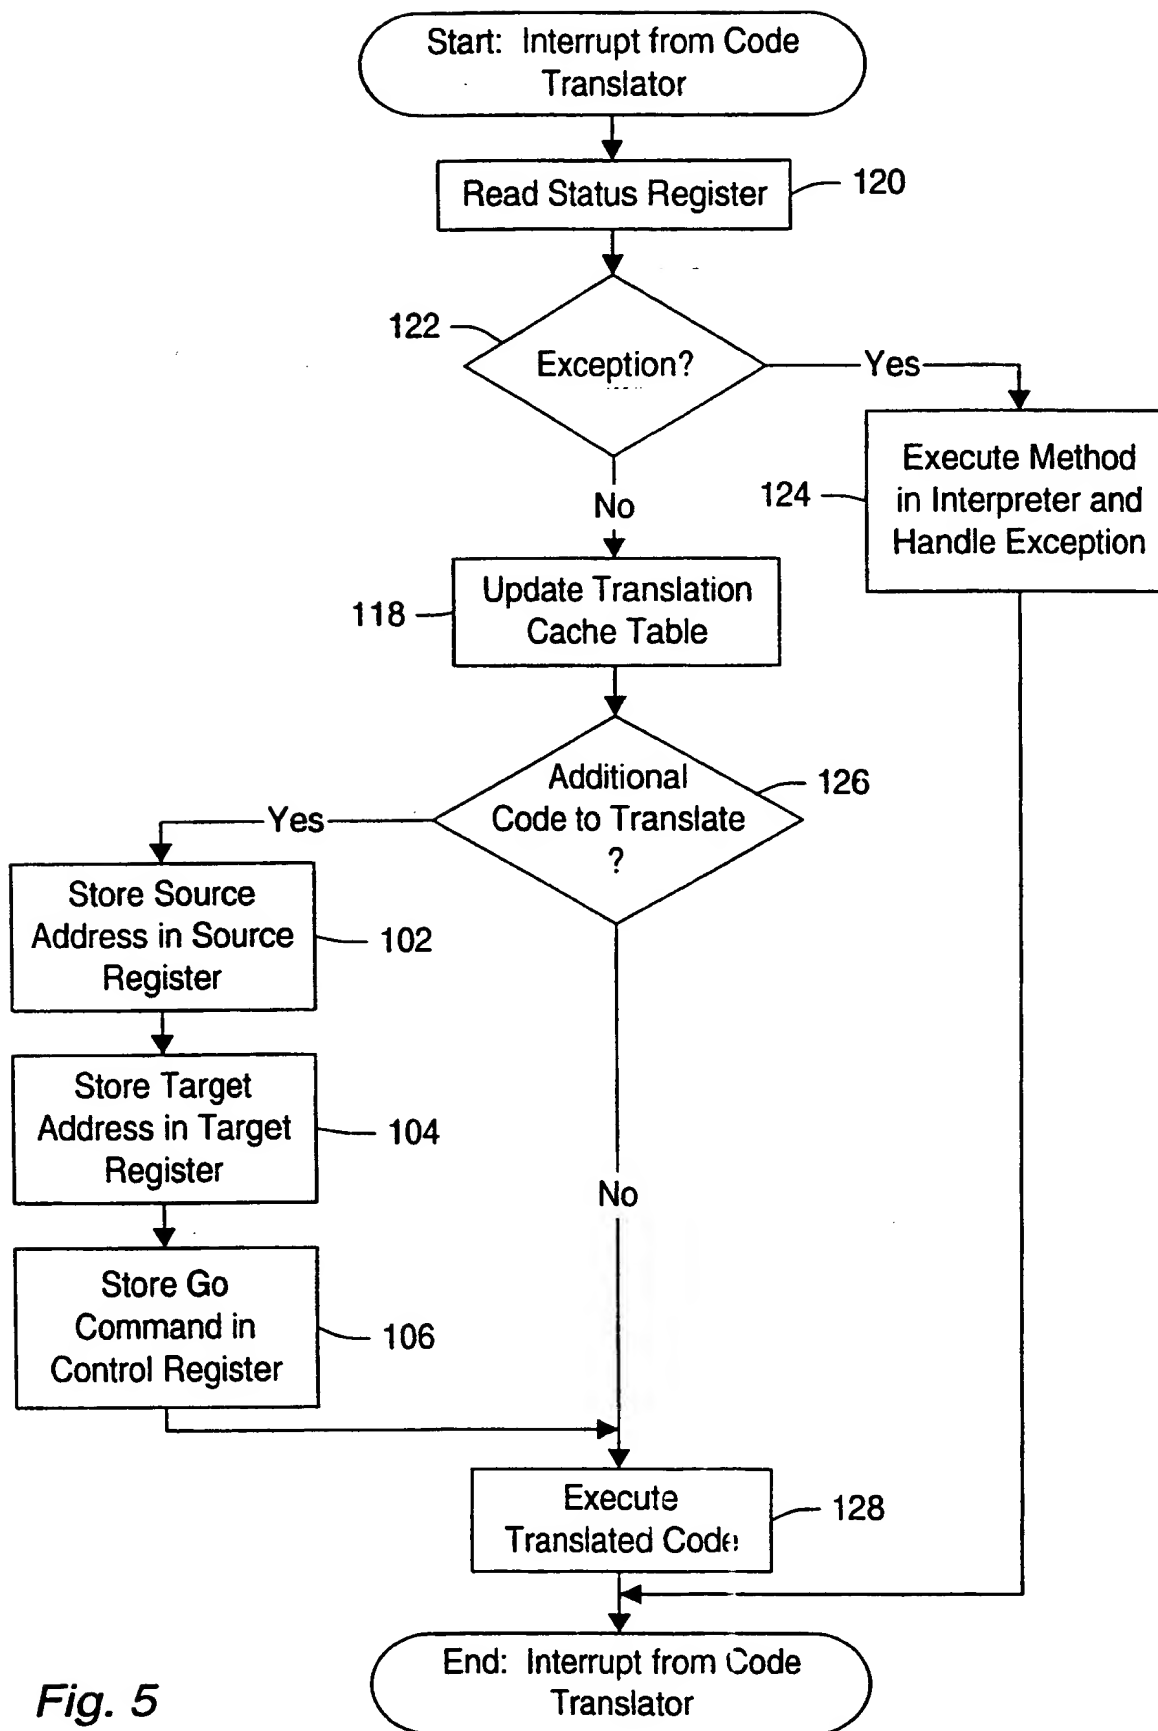 Start: Interrupt from Code
Translator
Read Status Register
120
122
Exception?
Yes
Execute Method
in Interpreter and
Handle Exception
124
No
Update Translation
Cache Table
118
Additional
Code to Translate
?
126
Yes
Store Source
Address in Source
Register
102
Store Target
Address in Target
Register
104
No
Store Go
Command in
Control Register
106
Execute
Translated Code
128
End: Interrupt from Code
Translator
Fig. 5